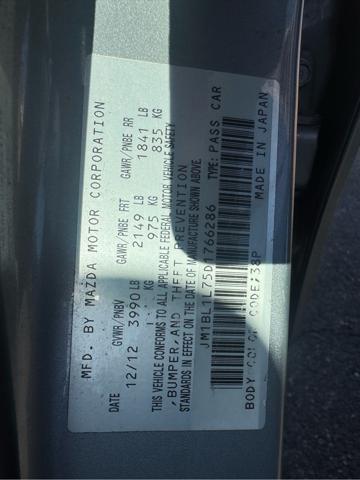 MFD. BY MAZDA MOTOR CORPORATION
DATE GVWR/PNBV GAWR/PNBE FRT GAWR/PNBE RR
12/12 3990 LB 2149 LB 1841 LB
KG 975 KG 835 KG
THIS VEHICLE CONFORMS TO ALL APPLICABLE FEDERAL MOTOR VEHICLE SAFETY
,BUMPER,AND THEFT PREVENTION
STANDARDS IN EFFECT ON THE DATE OF MANUFACTURE SHOWN ABOVE.
JM1BL1L75D1766286 TYPE: PASS CAR
BODY COLOR CODE:38P MADE IN JAPAN